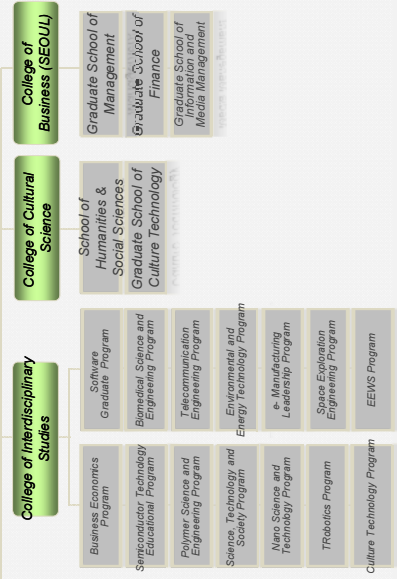 College of
Business (SEOUL)
Graduate School of
Management
Graduate School of
Finance
Graduate School of
Information and
Media Management
College of Cultural
Science
School of
Humanities &
Social Sciences
Graduate School of
Culture Technology
College of Interdisciplinary
Studies
Software
Graduate Program
Biomedical Science and
Engineering Program
Telecommunication
Engineering Program
Environmental and
Energy Technology Program
e- Manufacturing
Leadership Program
Space Exploration
Engineering Program
EEWS Program
Business Economics
Program
Semiconductor Technology
Educational Program
Polymer Science and
Engineering Program
Science, Technology and
Society Program
Nano Science and
Technology Program
TRobotics Program
Culture Technology Program